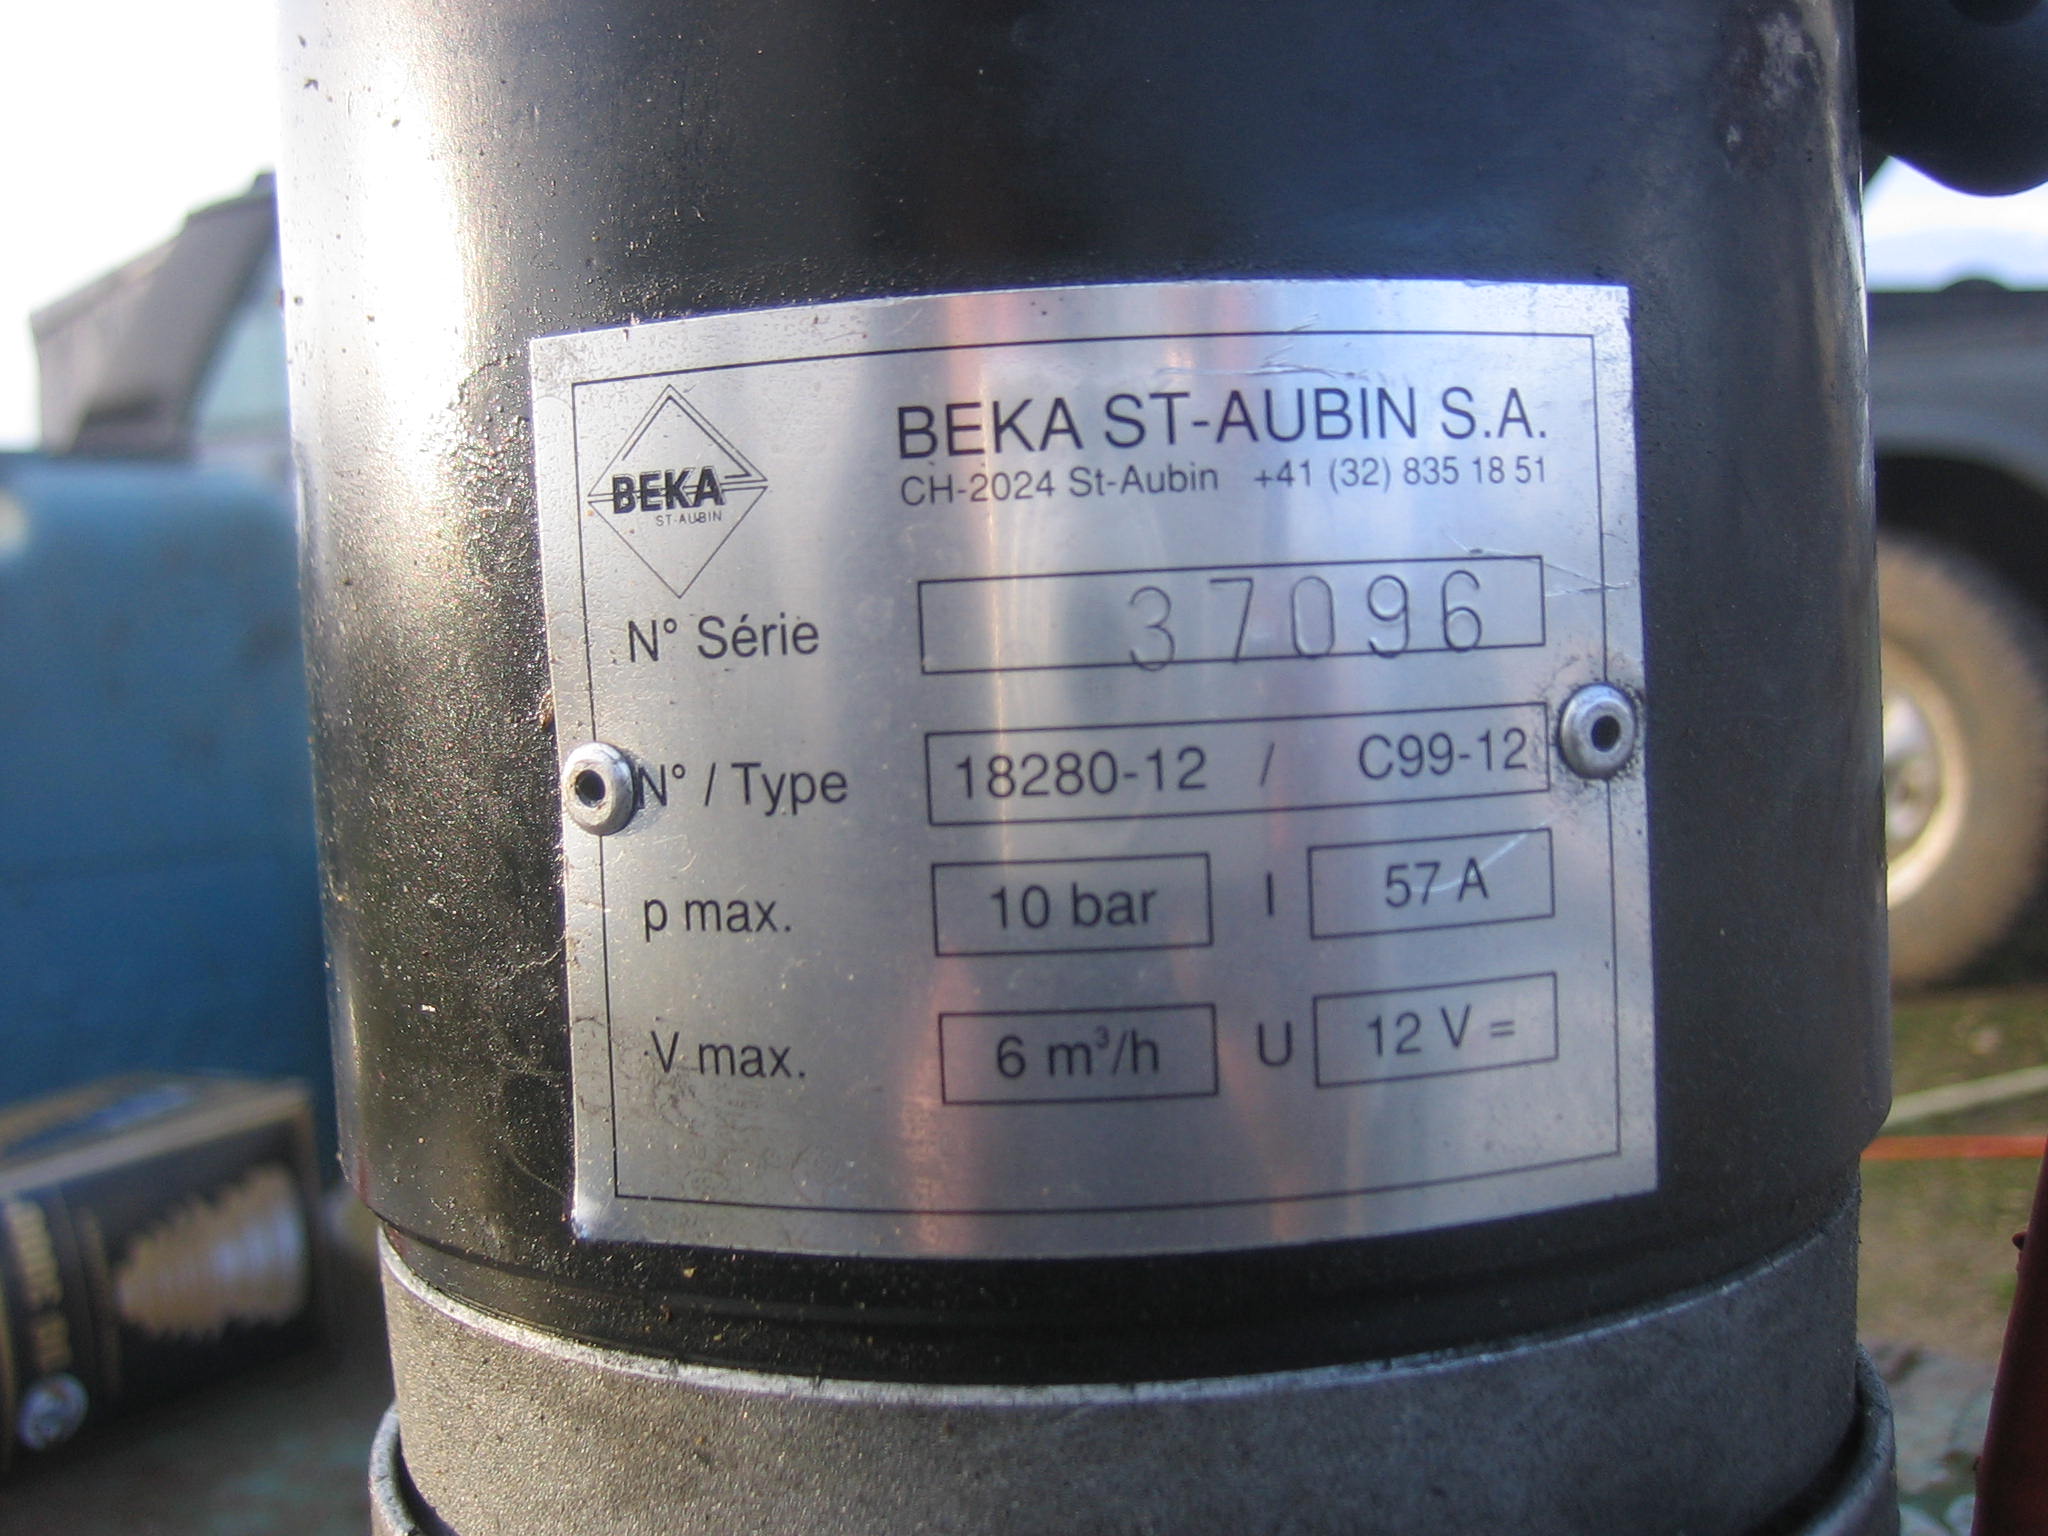 BEKA
ST-AUBIN
BEKA ST-AUBIN S.A.
CH-2024 St-Aubin +41 (32) 835 18 51
N° Série 37096
N° / Type 18280-12 / C99-12
p max. 10 bar I 57 A
V max. 6 m³/h U 12 V =